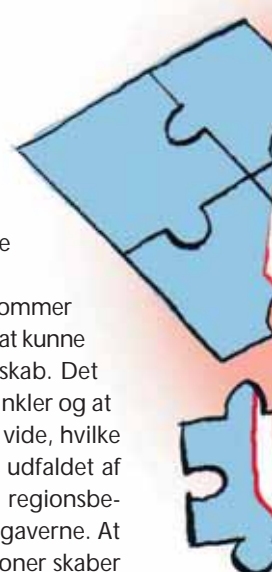 e
ommer
at kunne
skab. Det
nkler og at
vide, hvilke
udfaldet af
regionsbe-
gaverne. At
oner skaber